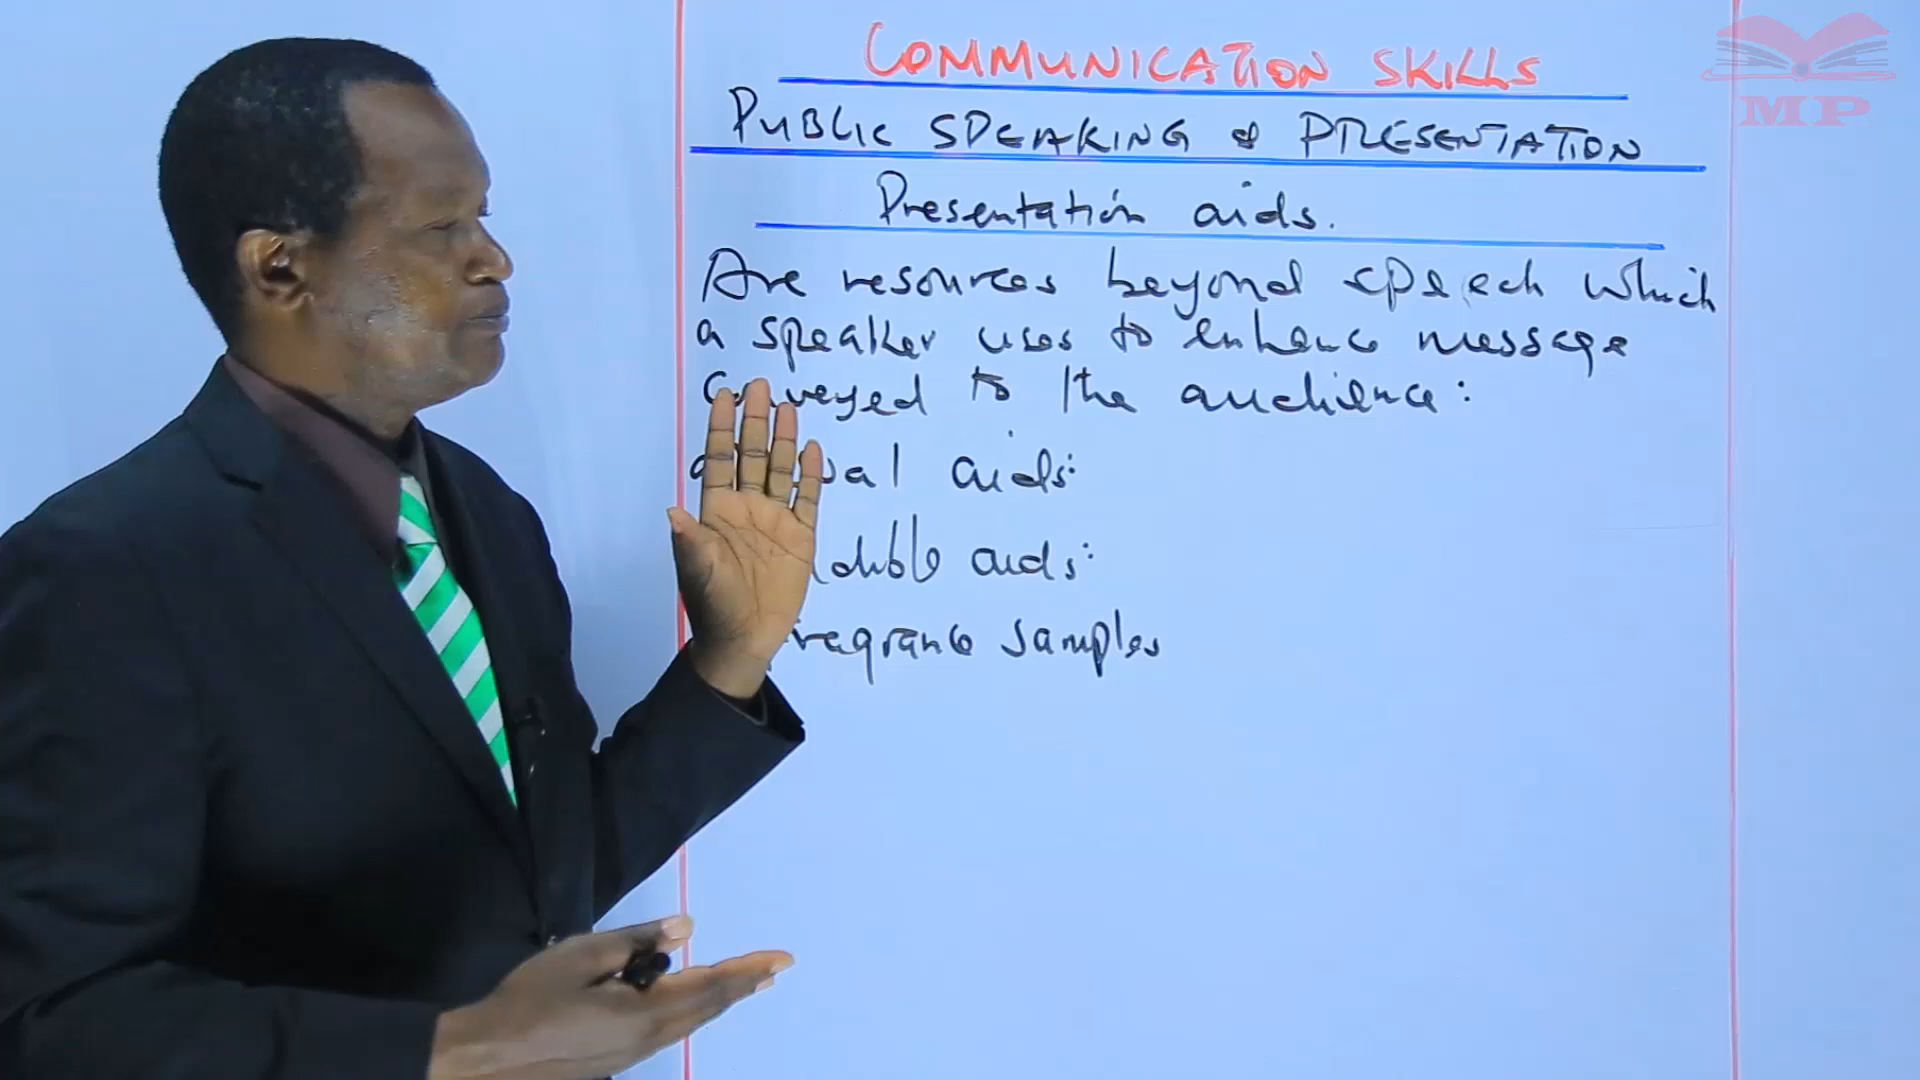 COMMUNICATION SKILLS
MP
PUBLIC SPEAKING & PRESENTATION
Presentation aids.
Are resources beyond speech which
a speaker uses to enhance message
conveyed to the audience:
aids:
aids:
samples